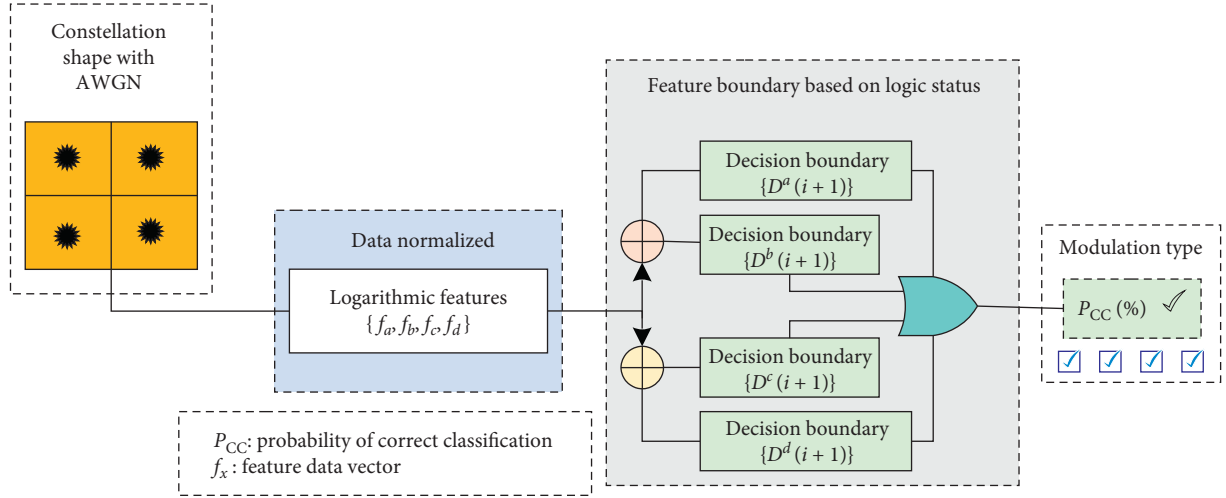 Constellation
shape with
AWGN
Data normalized
Logarithmic features
{f_a, f_b, f_c, f_d}
P_CC: probability of correct classification
f_x : feature data vector
Feature boundary based on logic status
Decision boundary
{D^a (i + 1)}
Decision boundary
{D^b (i + 1)}
Decision boundary
{D^c (i + 1)}
Decision boundary
{D^d (i + 1)}
Modulation type
P_CC (%)